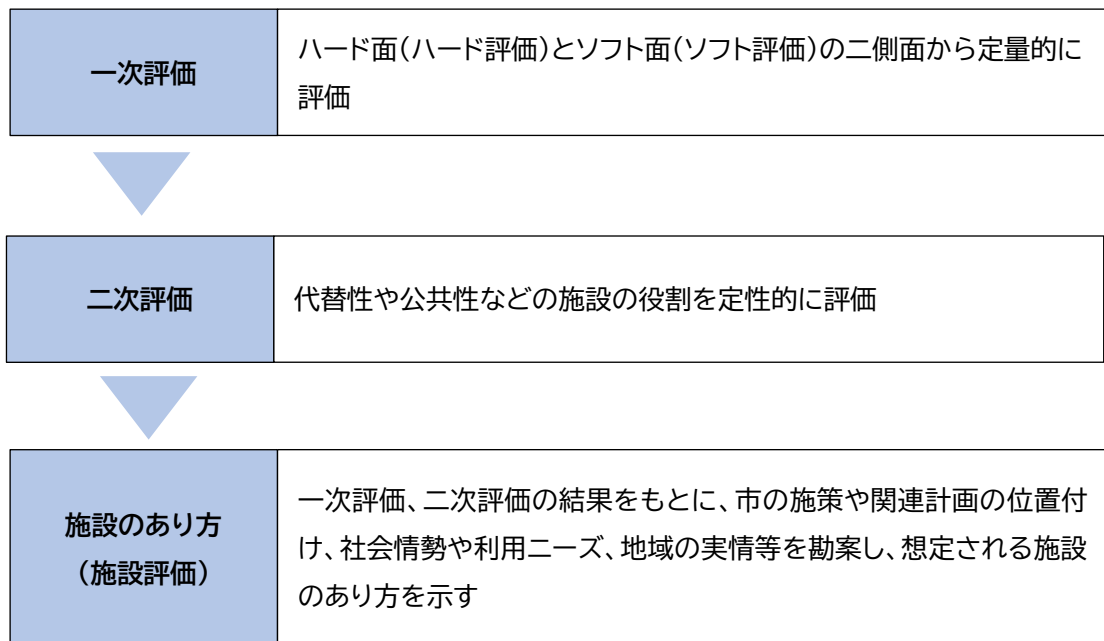 一次評価
ハード面(ハード評価)とソフト面(ソフト評価)の二側面から定量的に
評価
二次評価
代替性や公共性などの施設の役割を定性的に評価
施設のあり方
(施設評価)
一次評価、二次評価の結果をもとに、市の施策や関連計画の位置付
け、社会情勢や利用ニーズ、地域の実情等を勘案し、想定される施設
のあり方を示す